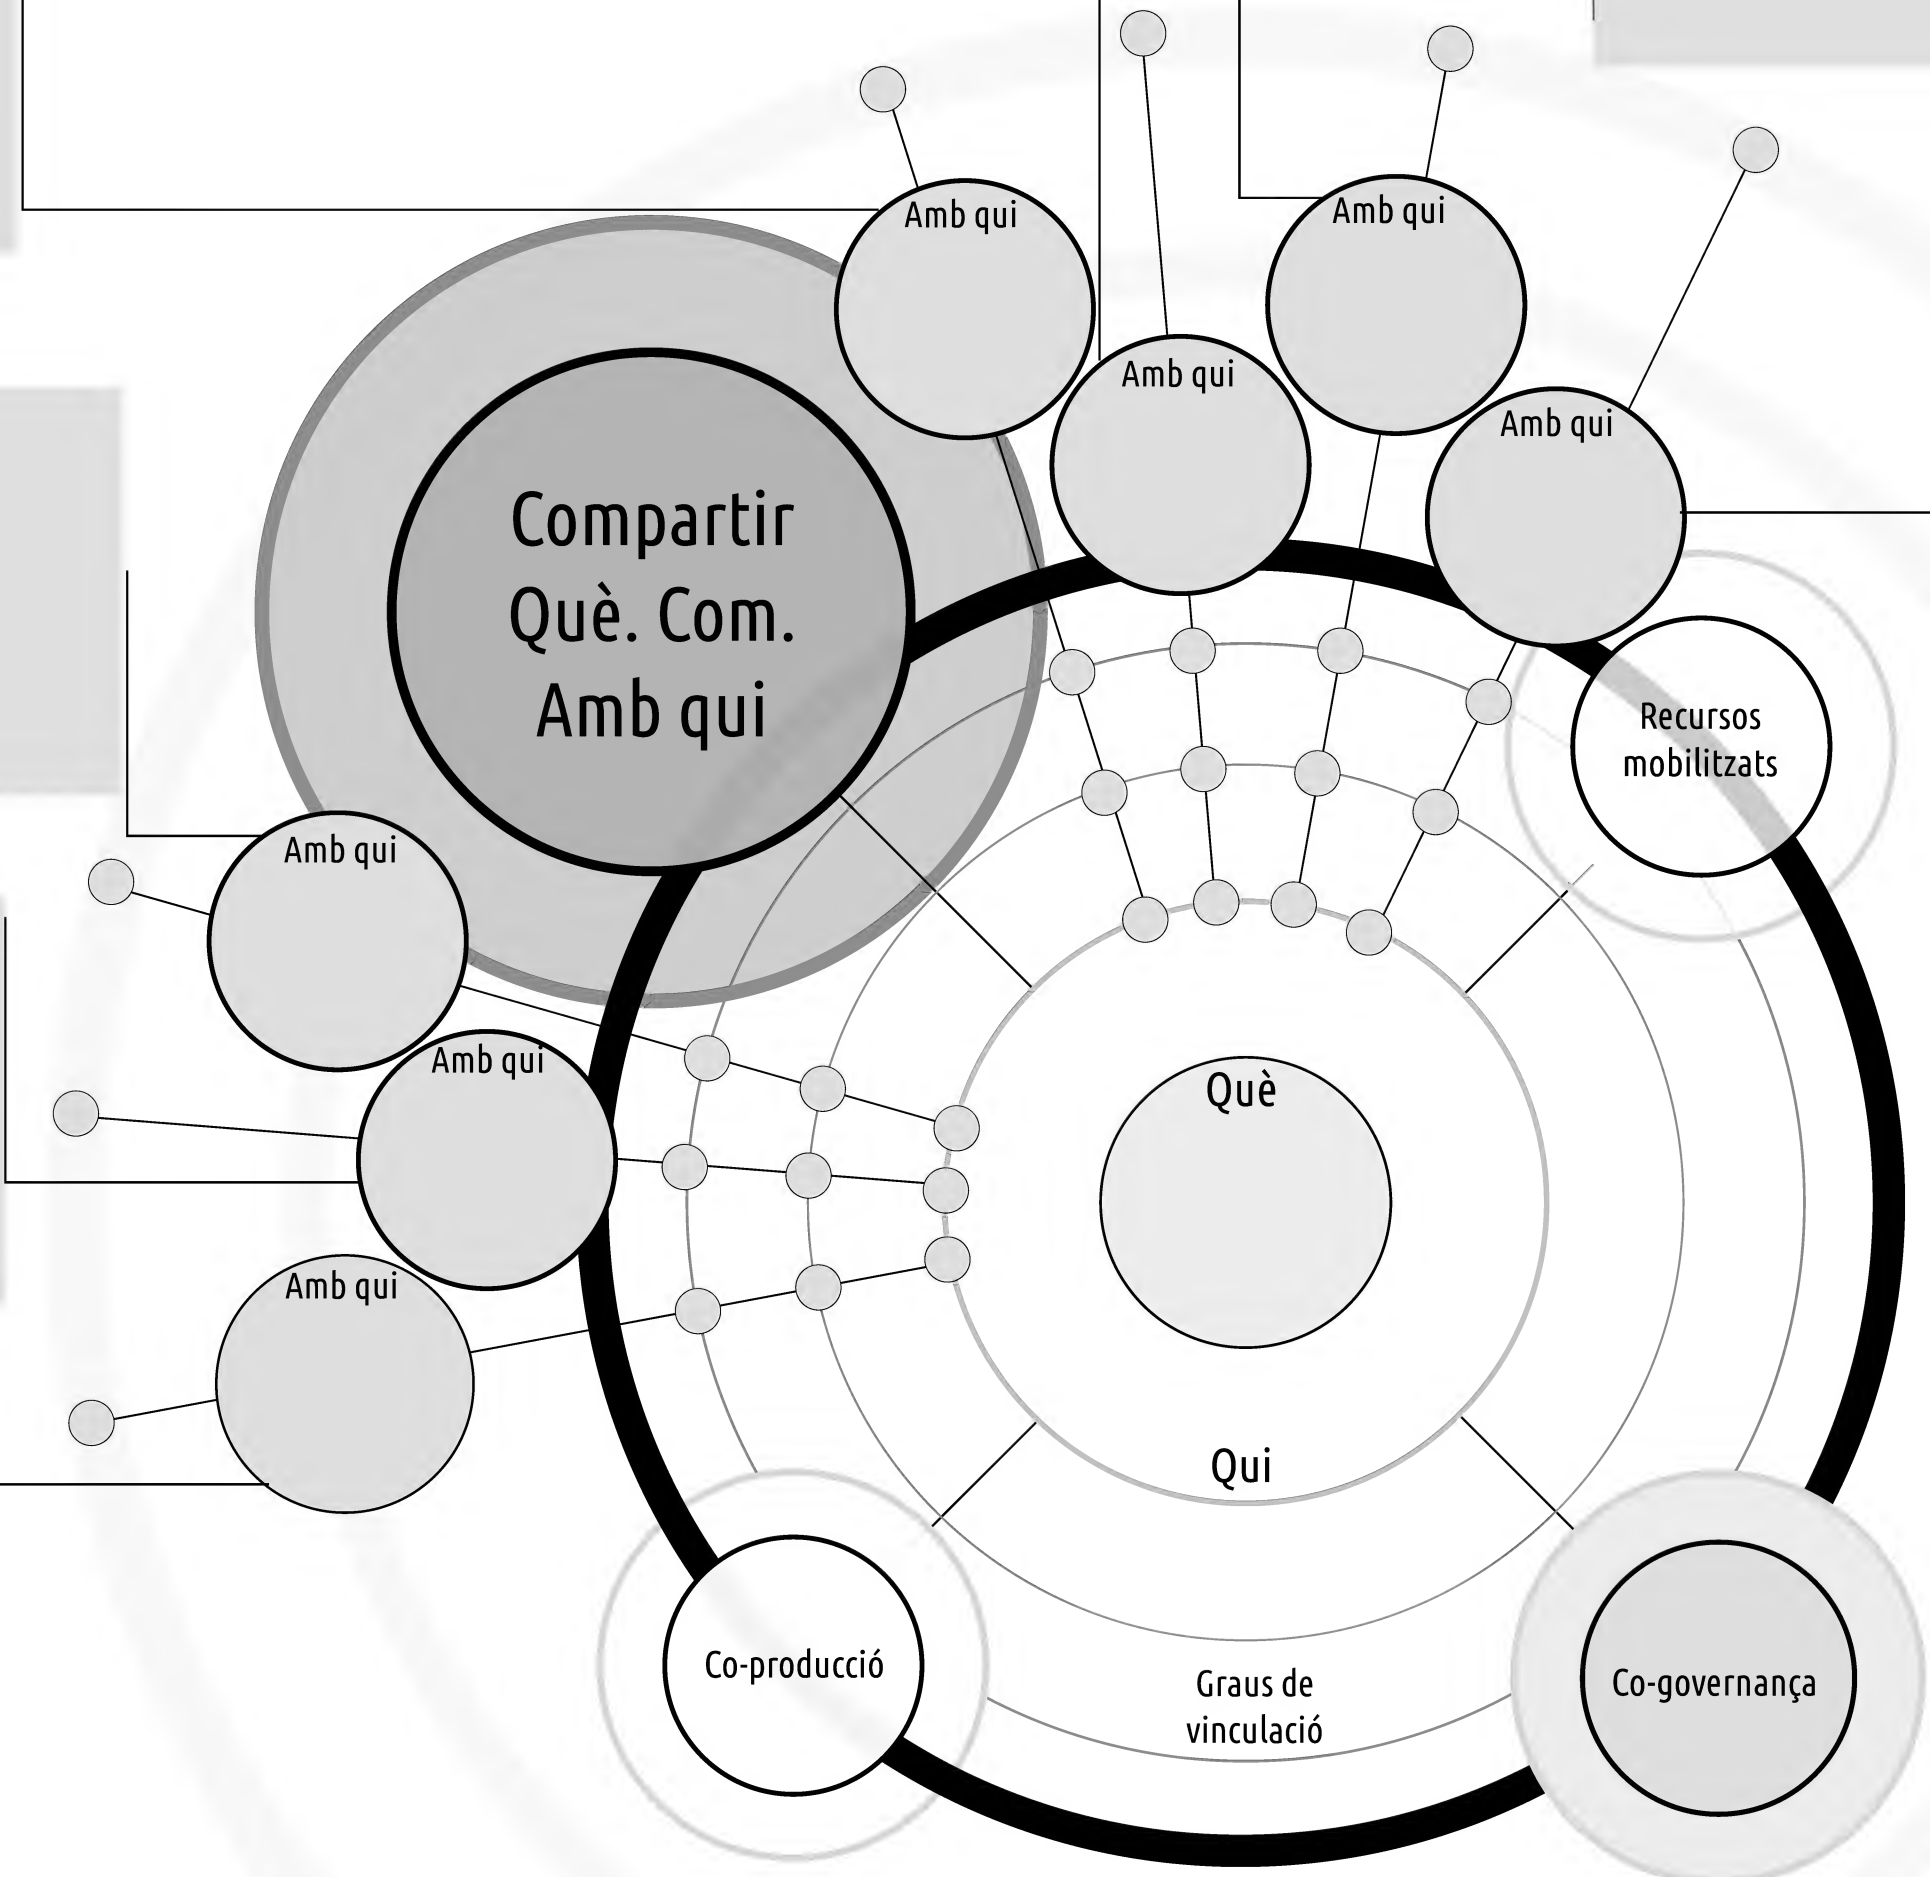 Amb qui
Amb qui
Amb qui
Amb qui
Compartir
Què. Com.
Amb qui
Recursos
mobilitzats
Amb qui
Amb qui
Amb qui
Què
Qui
Co-producció
Graus de
vinculació
Co-governança